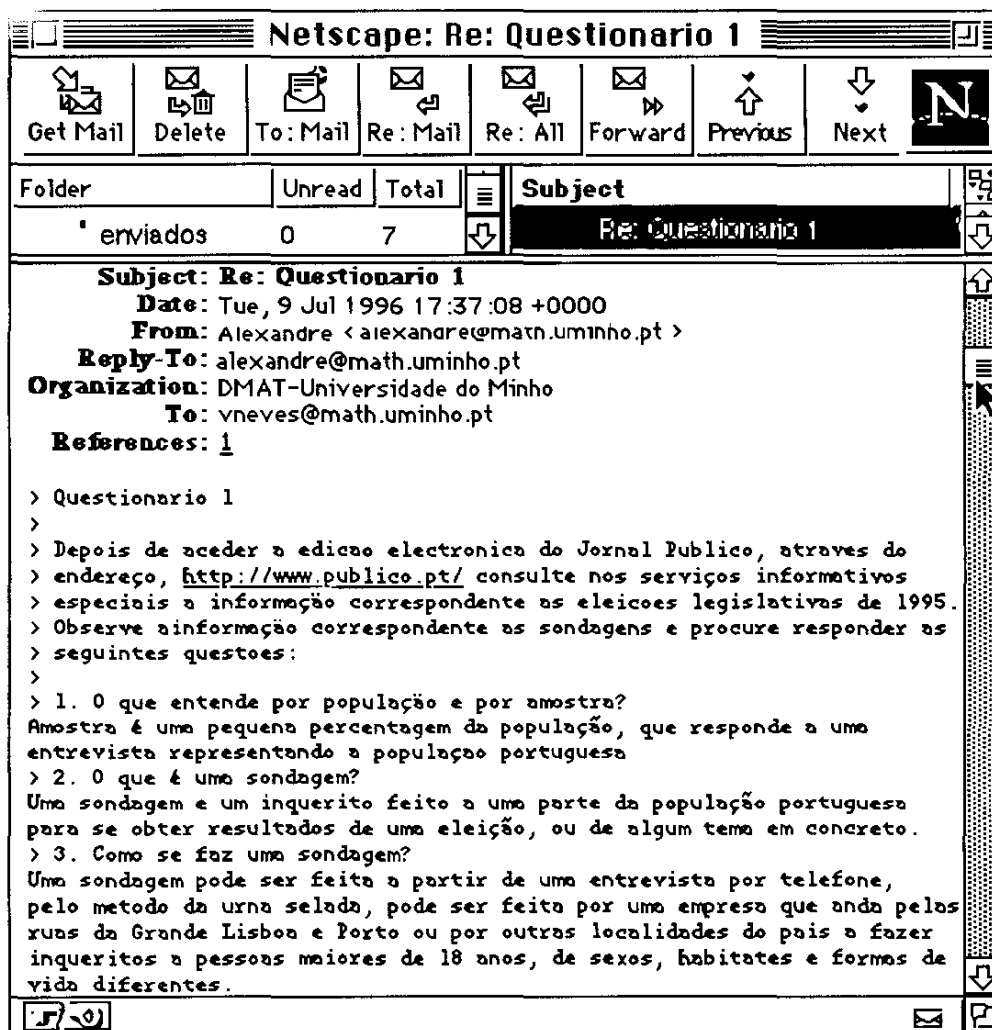 Netscape: Re: Questionario 1
Get Mail Delete To: Mail Re: Mail Re: All Forward Previous Next N
Folder Unread Total Subject
enviados 0 7 Re: Questionario 1
Subject: Re: Questionario 1
Date: Tue, 9 Jul 1996 17:37:08 +0000
From: Alexandre <alexandre@math.uminho.pt >
Reply-To: alexandre@math.uminho.pt
Organization: DMAT-Universidade do Minho
To: vneves@math.uminho.pt
References: 1
> Questionario 1
>
> Depois de aceder a edicao electronica do Jornal Publico, atraves do
> endereço, http://www.publico.pt/ consulte nos serviços informativos
> especiais a informação correspondente as eleicoes legislativas de 1995.
> Observe ainformação correspondente as sondagens e procure responder as
> seguintes questoes:
>
> 1. O que entende por população e por amostra?
Amostra é uma pequena percentagem da população, que responde a uma
entrevista representando a populaçao portuguesa
> 2. O que é uma sondagem?
Uma sondagem e um inquerito feito a uma parte da população portuguesa
para se obter resultados de uma eleição, ou de algum tema em concreto.
> 3. Como se faz uma sondagem?
Uma sondagem pode ser feita a partir de uma entrevista por telefone,
pelo metodo da urna selada, pode ser feita por uma empresa que anda pelas
ruas da Grande Lisboa e Porto ou por outras localidades do pais a fazer
inqueritos a pessoas maiores de 18 anos, de sexos, habitates e formas de
vida diferentes.